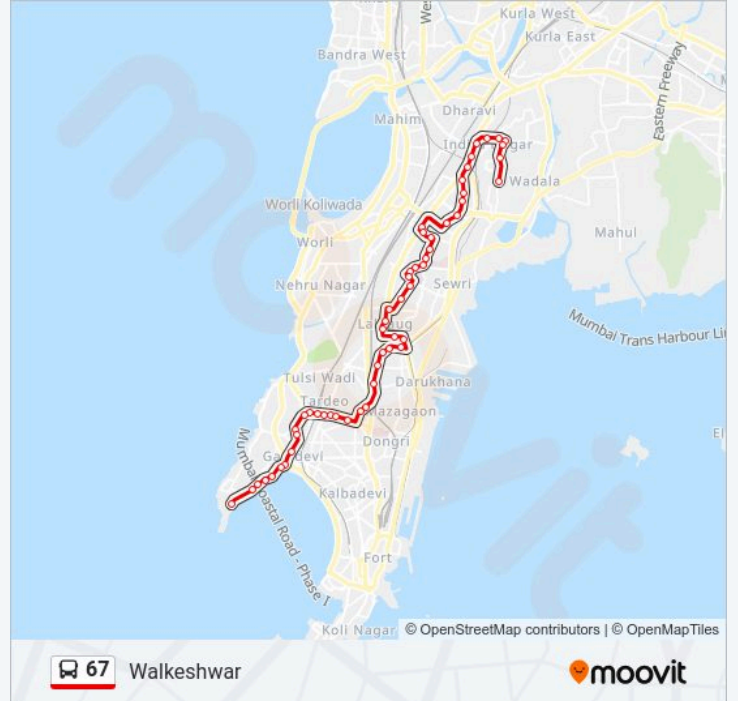 Wes
Kurla West
Kurla East
Bandra West
Eastern Freeway
Dharavi
Mahim
Wadala
Worli Koliwada
Worli
Mahul
Nehru Nagar
Sewri
Mumbai Trans Harbour Li
Tulsi Wadi
Darukhana
Tardeo
Mazagaon
Dongri
Kalbadevi
Mumbai Coastal Road - Phase I
Fort
Koli Nagar
© OpenStreetMap contributors | © OpenMapTiles
67 Walkeshwar
moovit
moovit